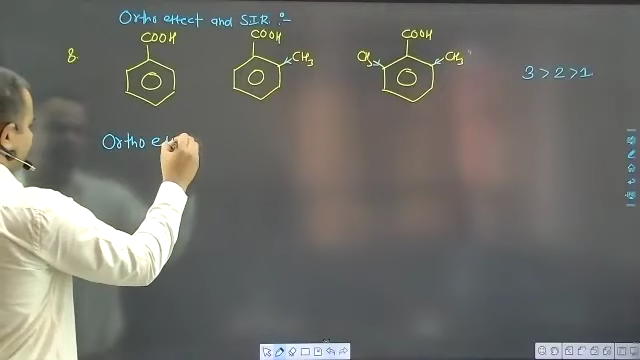 Ortho effect and SIR :-
8.
COOH
COOH
CH3
COOH
CH3
CH3
3 > 2 > 1
Ortho e